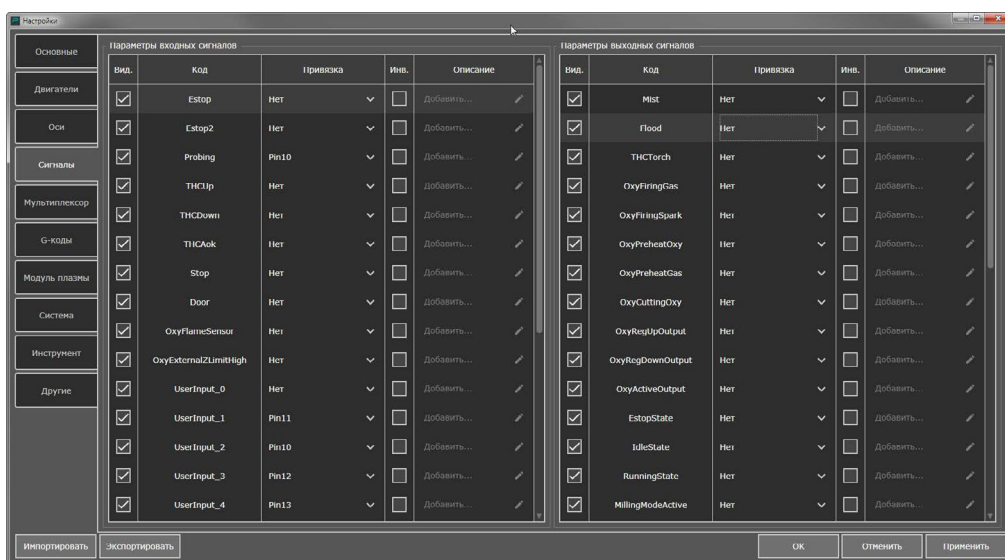 Настройки
Основные
Двигатели
Оси
Сигналы
Мультиплексор
G-коды
Модуль плазмы
Система
Инструмент
Другие
Параметры входных сигналов
Вид. Код Привязка Инв. Описание
Estop Нет Добавить...
Estop2 Нет Добавить...
Probing Pin10 Добавить...
THCUp Нет Добавить...
THCDown Нет Добавить...
THCAok Нет Добавить...
Stop Нет Добавить...
Door Нет Добавить...
OxyFlameSensor Нет Добавить...
OxyExternalZLimitHigh Нет Добавить...
UserInput_0 Нет Добавить...
UserInput_1 Pin11 Добавить...
UserInput_2 Pin10 Добавить...
UserInput_3 Pin12 Добавить...
UserInput_4 Pin13 Добавить...
Параметры выходных сигналов
Вид. Код Привязка Инв. Описание
Mist Нет Добавить...
Flood Нет Добавить...
THCTorch Нет Добавить...
OxyFiringGas Нет Добавить...
OxyFiringSpark Нет Добавить...
OxyPreheatOxy Нет Добавить...
OxyPreheatGas Нет Добавить...
OxyCuttingOxy Нет Добавить...
OxyRegUpOutput Нет Добавить...
OxyRegDownOutput Нет Добавить...
OxyActiveOutput Нет Добавить...
EstopState Нет Добавить...
IdleState Нет Добавить...
RunningState Нет Добавить...
MillingModeActive Нет Добавить...
Импортировать Экспортировать OK Отменить Применить